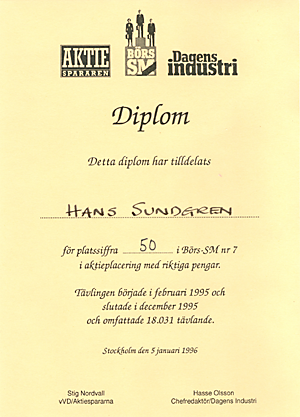 AKTIE
SPARAREN
BÖRS
SM
Dagens
industri
Diplom
Detta diplom har tilldelats
HANS SUNDGREN
för platssiffra 50 i Börs-SM nr 7
i aktieplacering med riktiga pengar.
Tävlingen började i februari 1995 och
slutade i december 1995
och omfattade 18.031 tävlande.
Stockholm den 5 januari 1996
Stig Nordvall
vVD/Aktiespararna
Hasse Olsson
Chefredaktör/Dagens Industri